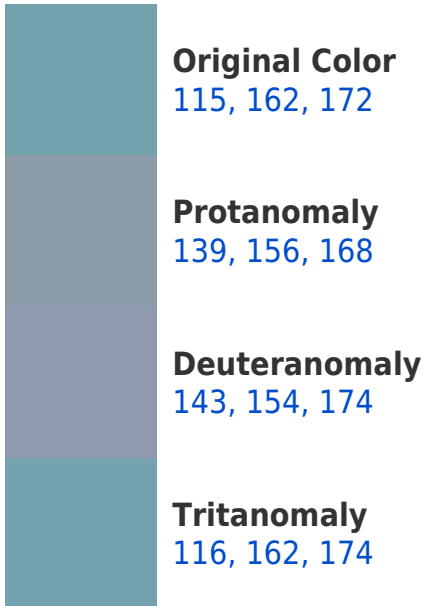 Original Color
115, 162, 172
Protanomaly
139, 156, 168
Deuteranomaly
143, 154, 174
Tritanomaly
116, 162, 174